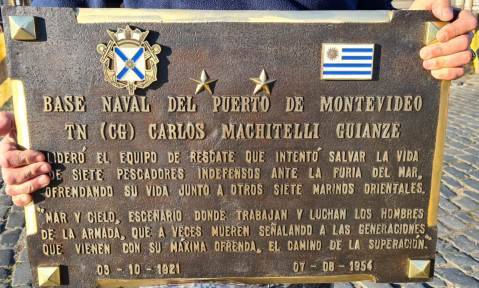 BASE NAVAL DEL PUERTO DE MONTEVIDEO
TN (CG) CARLOS MACHITELLI GUIANZE
LIDERÓ EL EQUIPO DE RESCATE QUE INTENTÓ SALVAR LA VIDA
DE SIETE PESCADORES INDEFENSOS ANTE LA FURIA DEL MAR,
OFRENDANDO SU VIDA JUNTO A OTROS SIETE MARINOS ORIENTALES.
"MAR Y CIELO, ESCENARIO DONDE TRABAJAN Y LUCHAN LOS HOMBRES
DE LA ARMADA, QUE A VECES MUEREN SEÑALANDO A LAS GENERACIONES
QUE VIENEN CON SU MÁXIMA OFRENDA, EL CAMINO DE LA SUPERACIÓN".
03 - 10 - 1921 07 - 08 - 1954